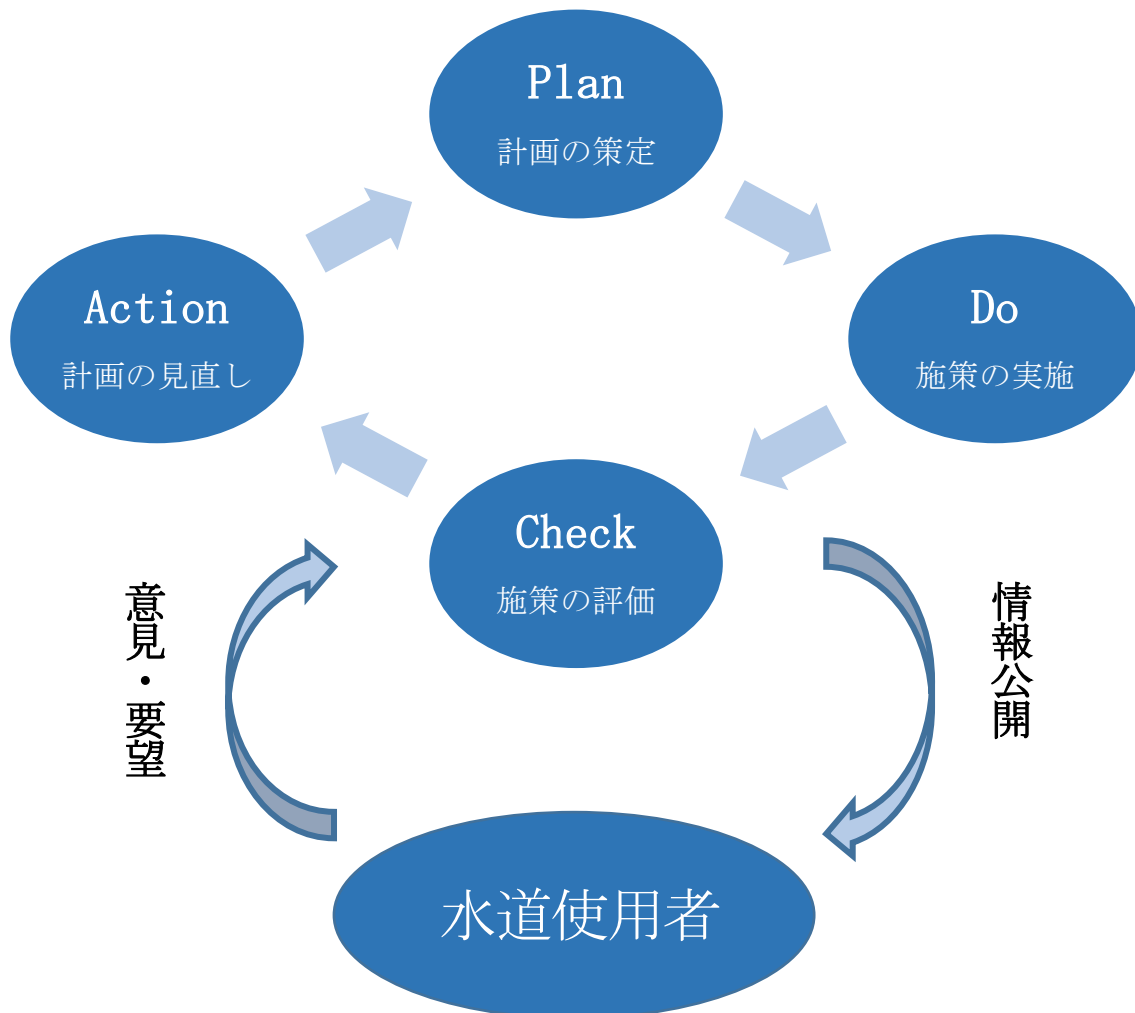 Plan
計画の策定
Action
計画の見直し
Do
施策の実施
Check
施策の評価
意見・要望
情報公開
水道使用者